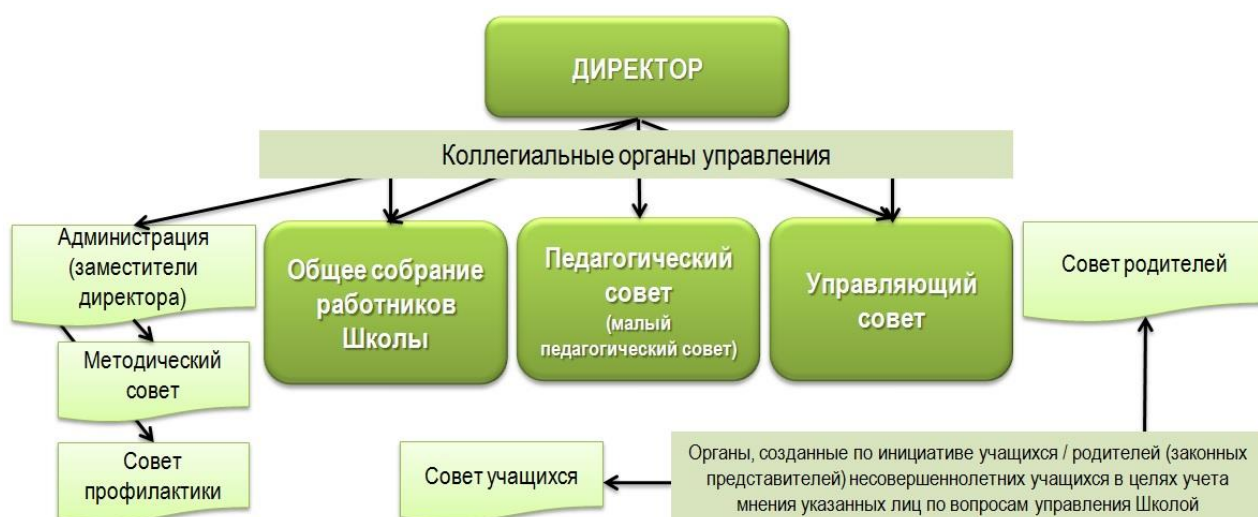 ДИРЕКТОР
Коллегиальные органы управления
Администрация
(заместители
директора)
Общее собрание
работников
Школы
Педагогический
совет
(малый
педагогический совет)
Управляющий
совет
Совет родителей
Методический
совет
Совет
профилактики
Совет учащихся
Органы, созданные по инициативе учащихся / родителей (законных
представителей) несовершеннолетних учащихся в целях учета
мнения указанных лиц по вопросам управления Школой